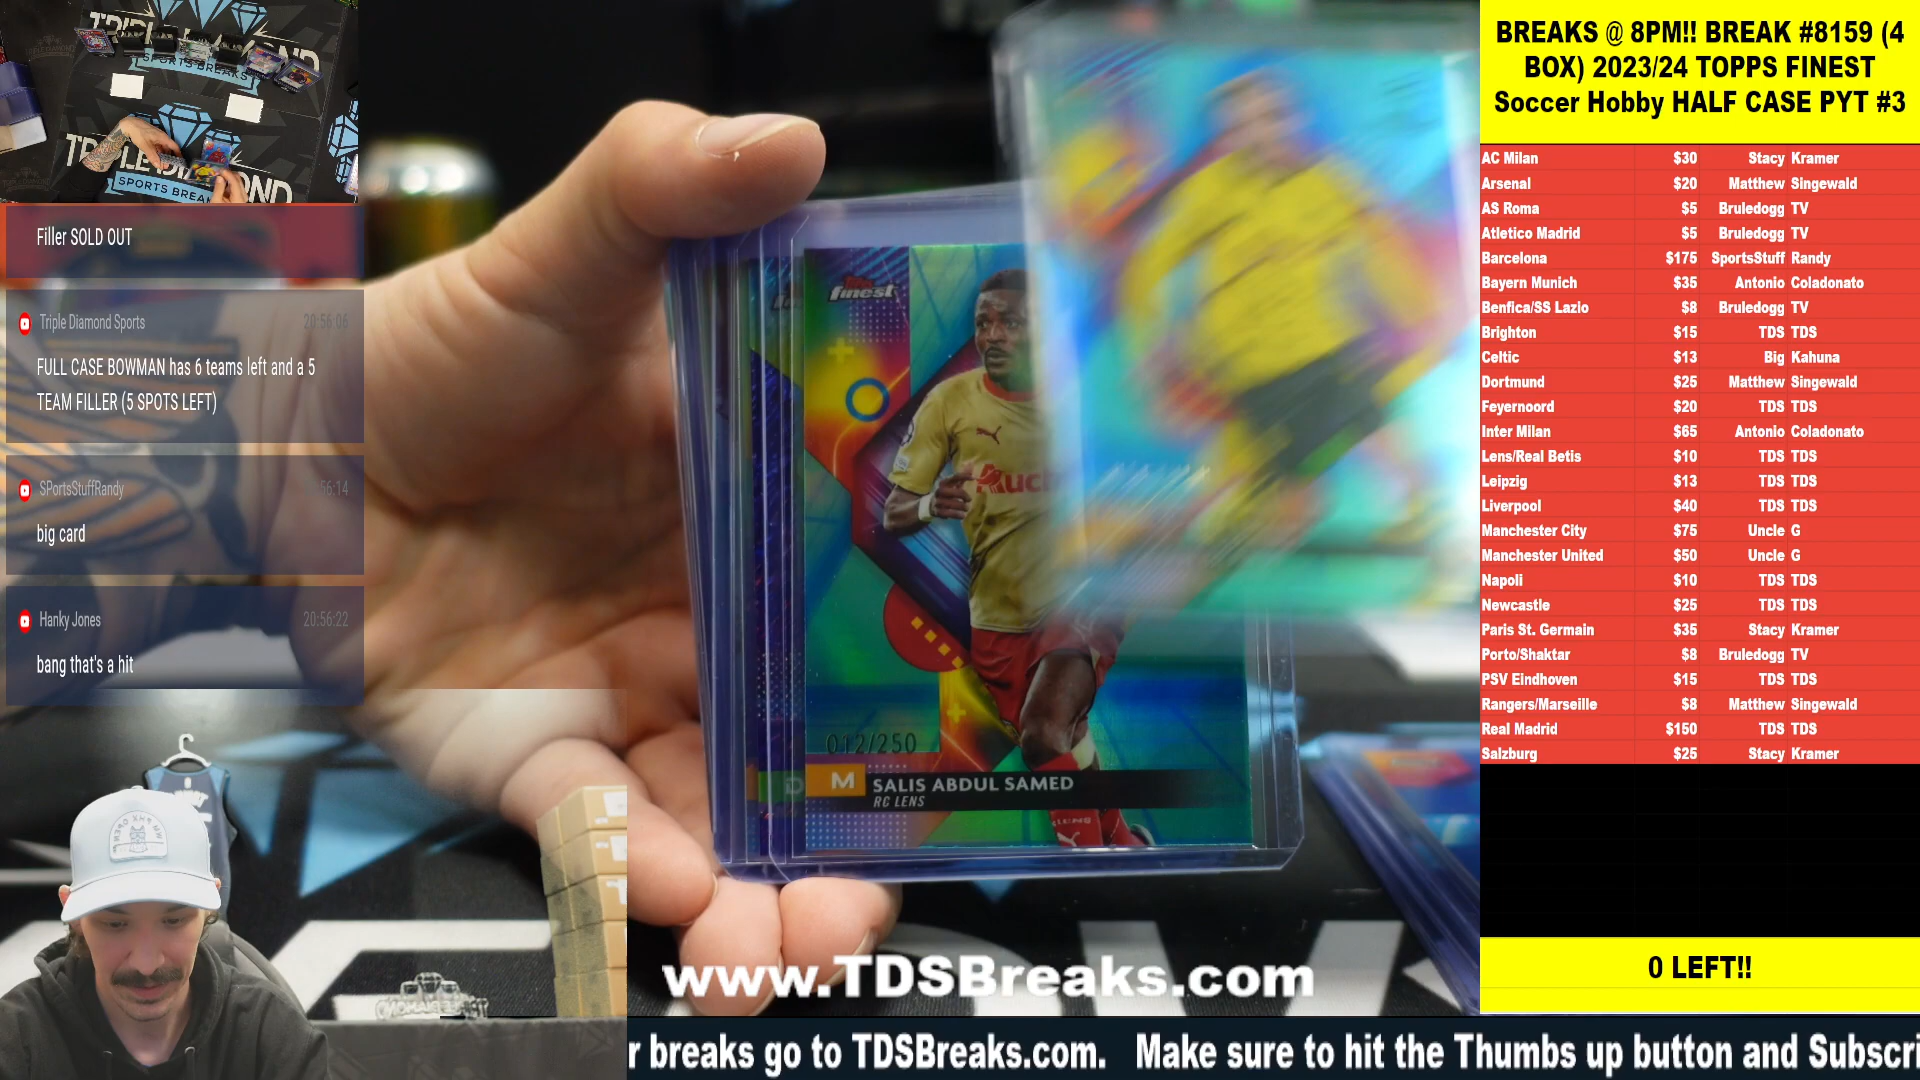 BREAKS @ 8PM!! BREAK #8159 (4
BOX) 2023/24 TOPPS FINEST
Soccer Hobby HALF CASE PYT #3
AC Milan $30 Stacy Kramer
Arsenal $20 Matthew Singewald
AS Roma $5 Bruledogg TV
Atletico Madrid $5 Bruledogg TV
Barcelona $175 SportsStuff Randy
Bayern Munich $35 Antonio Coladonato
Benfica/SS Lazio $8 Bruledogg TV
Brighton $15 TDS TDS
Celtic $13 Big Kahuna
Dortmund $25 Matthew Singewald
Feyernoord $20 TDS TDS
Inter Milan $65 Antonio Coladonato
Lens/Real Betis $10 TDS TDS
Leipzig $13 TDS TDS
Liverpool $40 TDS TDS
Manchester City $75 Uncle G
Manchester United $50 Uncle G
Napoli $10 TDS TDS
Newcastle $25 TDS TDS
Paris St. Germain $35 Stacy Kramer
Porto/Shaktar $8 Bruledogg TV
PSV Eindhoven $15 TDS TDS
Rangers/Marseille $8 Matthew Singewald
Real Madrid $150 TDS TDS
Salzburg $25 Stacy Kramer
0 LEFT!!
TRIPLE DIAMOND
SPORTS BREAKS
Filler SOLD OUT
Triple Diamond Sports 20:56:06
FULL CASE BOWMAN has 6 teams left and a 5
TEAM FILLER (5 SPOTS LEFT)
SPortsStuffRandy
big card
Hanky Jones 20:56:22
bang that's a hit
finest
012/250
M SALIS ABDUL SAMED
RC LENS
www.TDSBreaks.com
r breaks go to TDSBreaks.com. Make sure to hit the Thumbs up button and Subscri